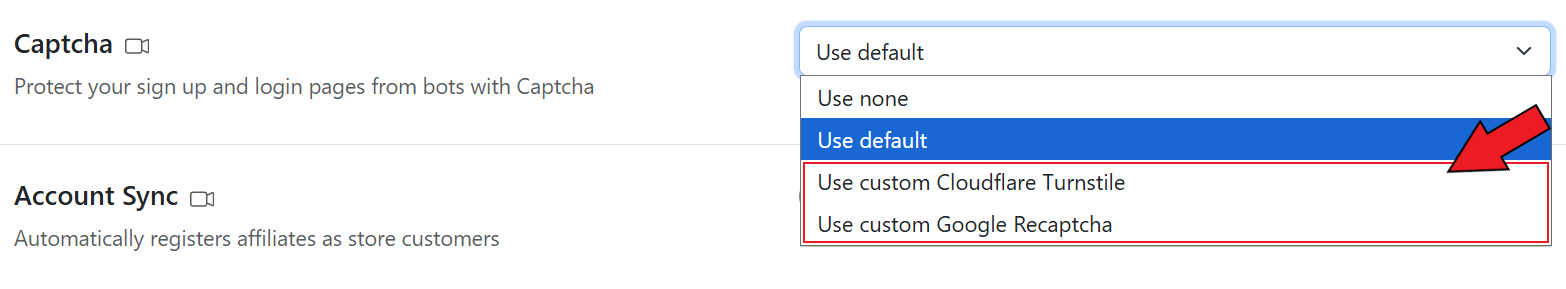 Captcha
Protect your sign up and login pages from bots with Captcha
Use default
Use none
Use default
Use custom Cloudflare Turnstile
Use custom Google Recaptcha
Account Sync
Automatically registers affiliates as store customers